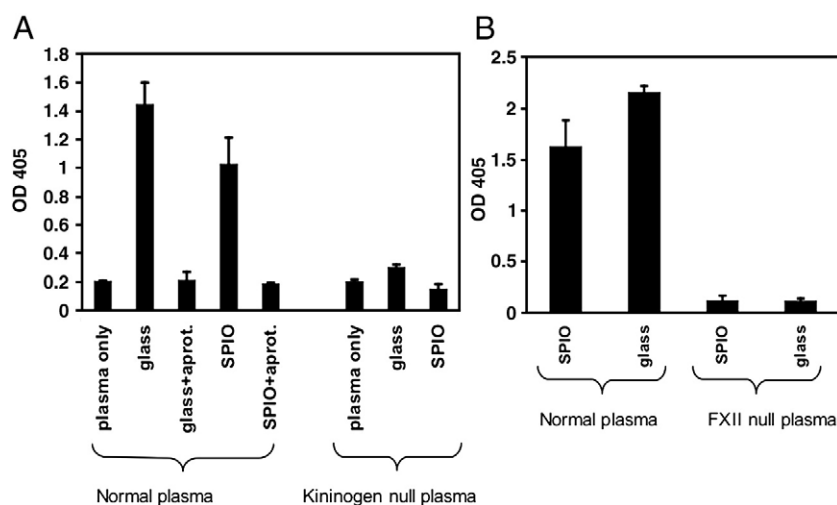 A
OD 405
1.8
1.6
1.4
1.2
1
0.8
0.6
0.4
0.2
0
plasma only
glass
glass+aprot.
SPIO
SPIO+aprot.
plasma only
glass
SPIO
Normal plasma
Kininogen null plasma
B
OD 405
2.5
2
1.5
1
0.5
0
SPIO
glass
SPIO
glass
Normal plasma
FXII null plasma